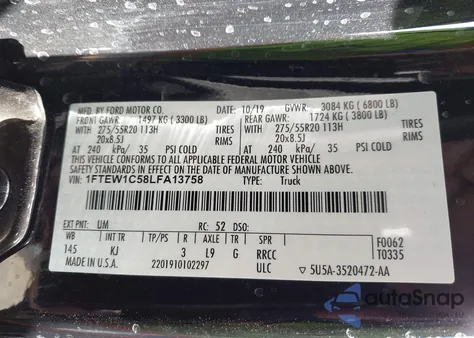 MFD. BY FORD MOTOR CO. 10/19 GVWR: 3084 KG (6800 LB)
FRONT GAWR: 1497 KG (3300 LB) REAR GAWR: 1724 KG (3800 LB)
WITH 275/55R20 113H TIRES WITH 275/55R20 113H TIRES
20x8.5J RIMS 20x8.5J RIMS
AT 240 kPa/ 35 PSI COLD AT 240 kPa/ 35 PSI COLD
THIS VEHICLE CONFORMS TO ALL APPLICABLE FEDERAL MOTOR VEHICLE
SAFETY STANDARDS IN EFFECT ON THE DATE OF MANUFACTURE SHOWN ABOVE.
VIN: 1FTEW1C58LFA13758 TYPE: Truck
EXT PNT: UM RC: 52 DSO:
WB INT TR TP/PS R AXLE TR SPR F0062
145 KJ 3 L9 G RRCC T0335
MADE IN U.S.A. 2201910102297 ULC 5U5A-3520472-AA
autoSnap